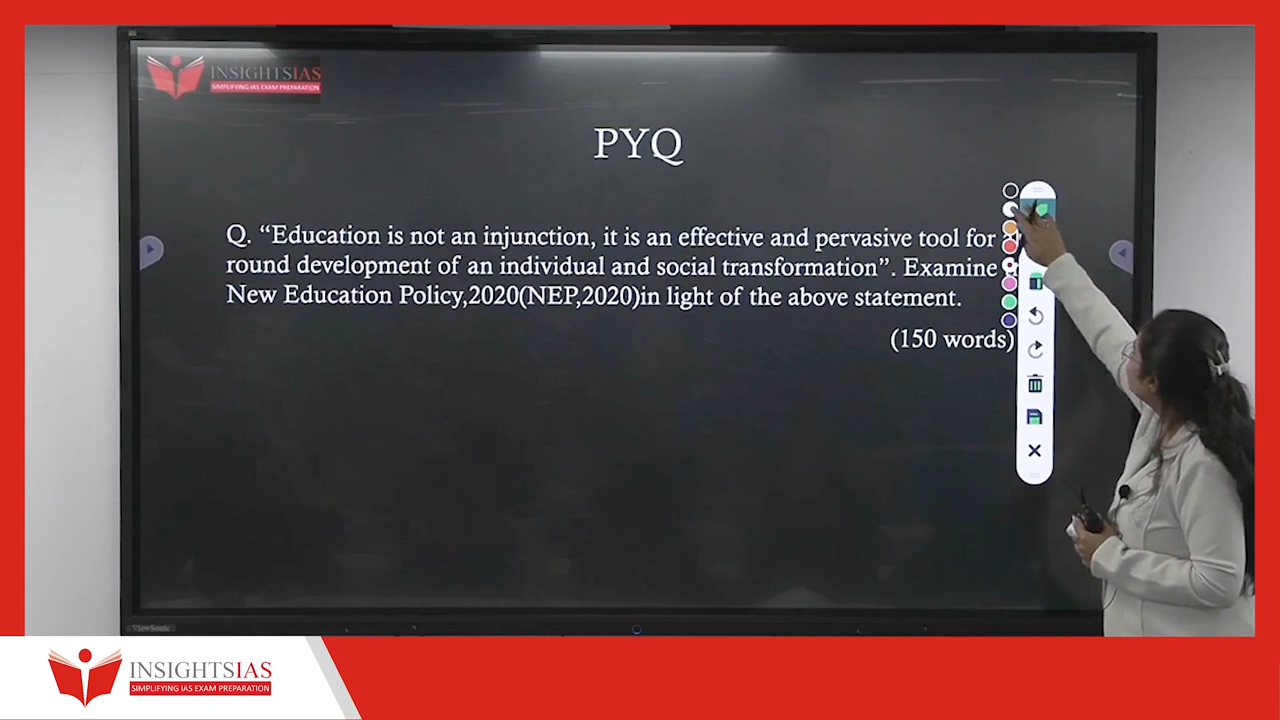 INSIGHTSIAS
SIMPLIFYING IAS EXAM PREPARATION
PYQ
Q. “Education is not an injunction, it is an effective and pervasive tool for
round development of an individual and social transformation”. Examine
New Education Policy,2020(NEP,2020)in light of the above statement.
(150 words)
ViewSonic
INSIGHTSIAS
SIMPLIFYING IAS EXAM PREPARATION